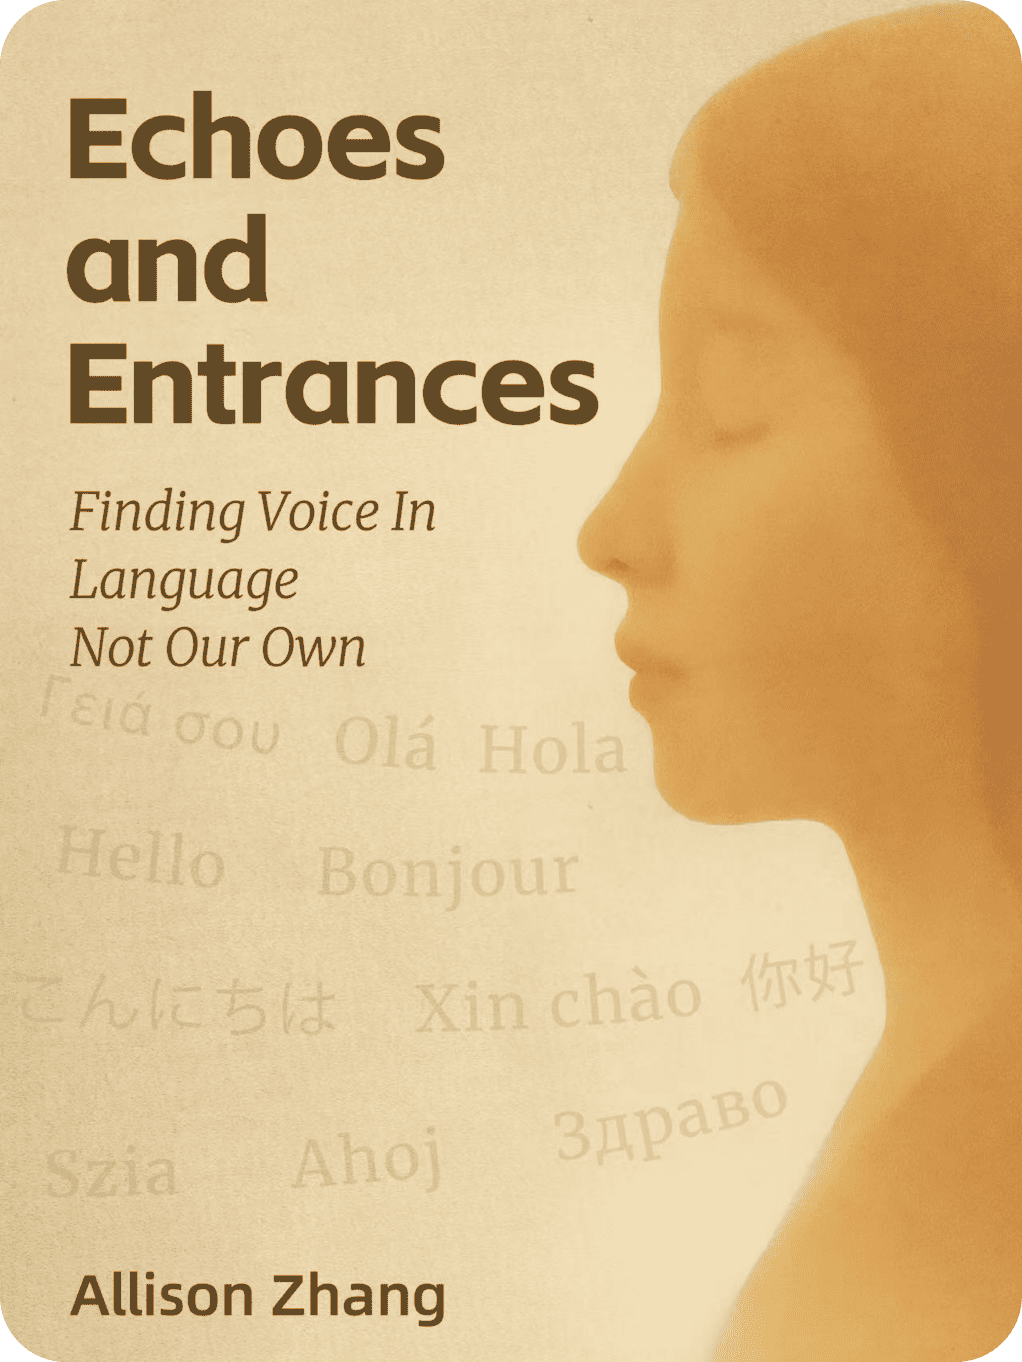 Echoes
and
Entrances
Finding Voice In
Language
Not Our Own
Γειά σου Olá Hola
Hello Bonjour
こんにちは Xin chào 你好
Szia Ahoj Здраво
Allison Zhang